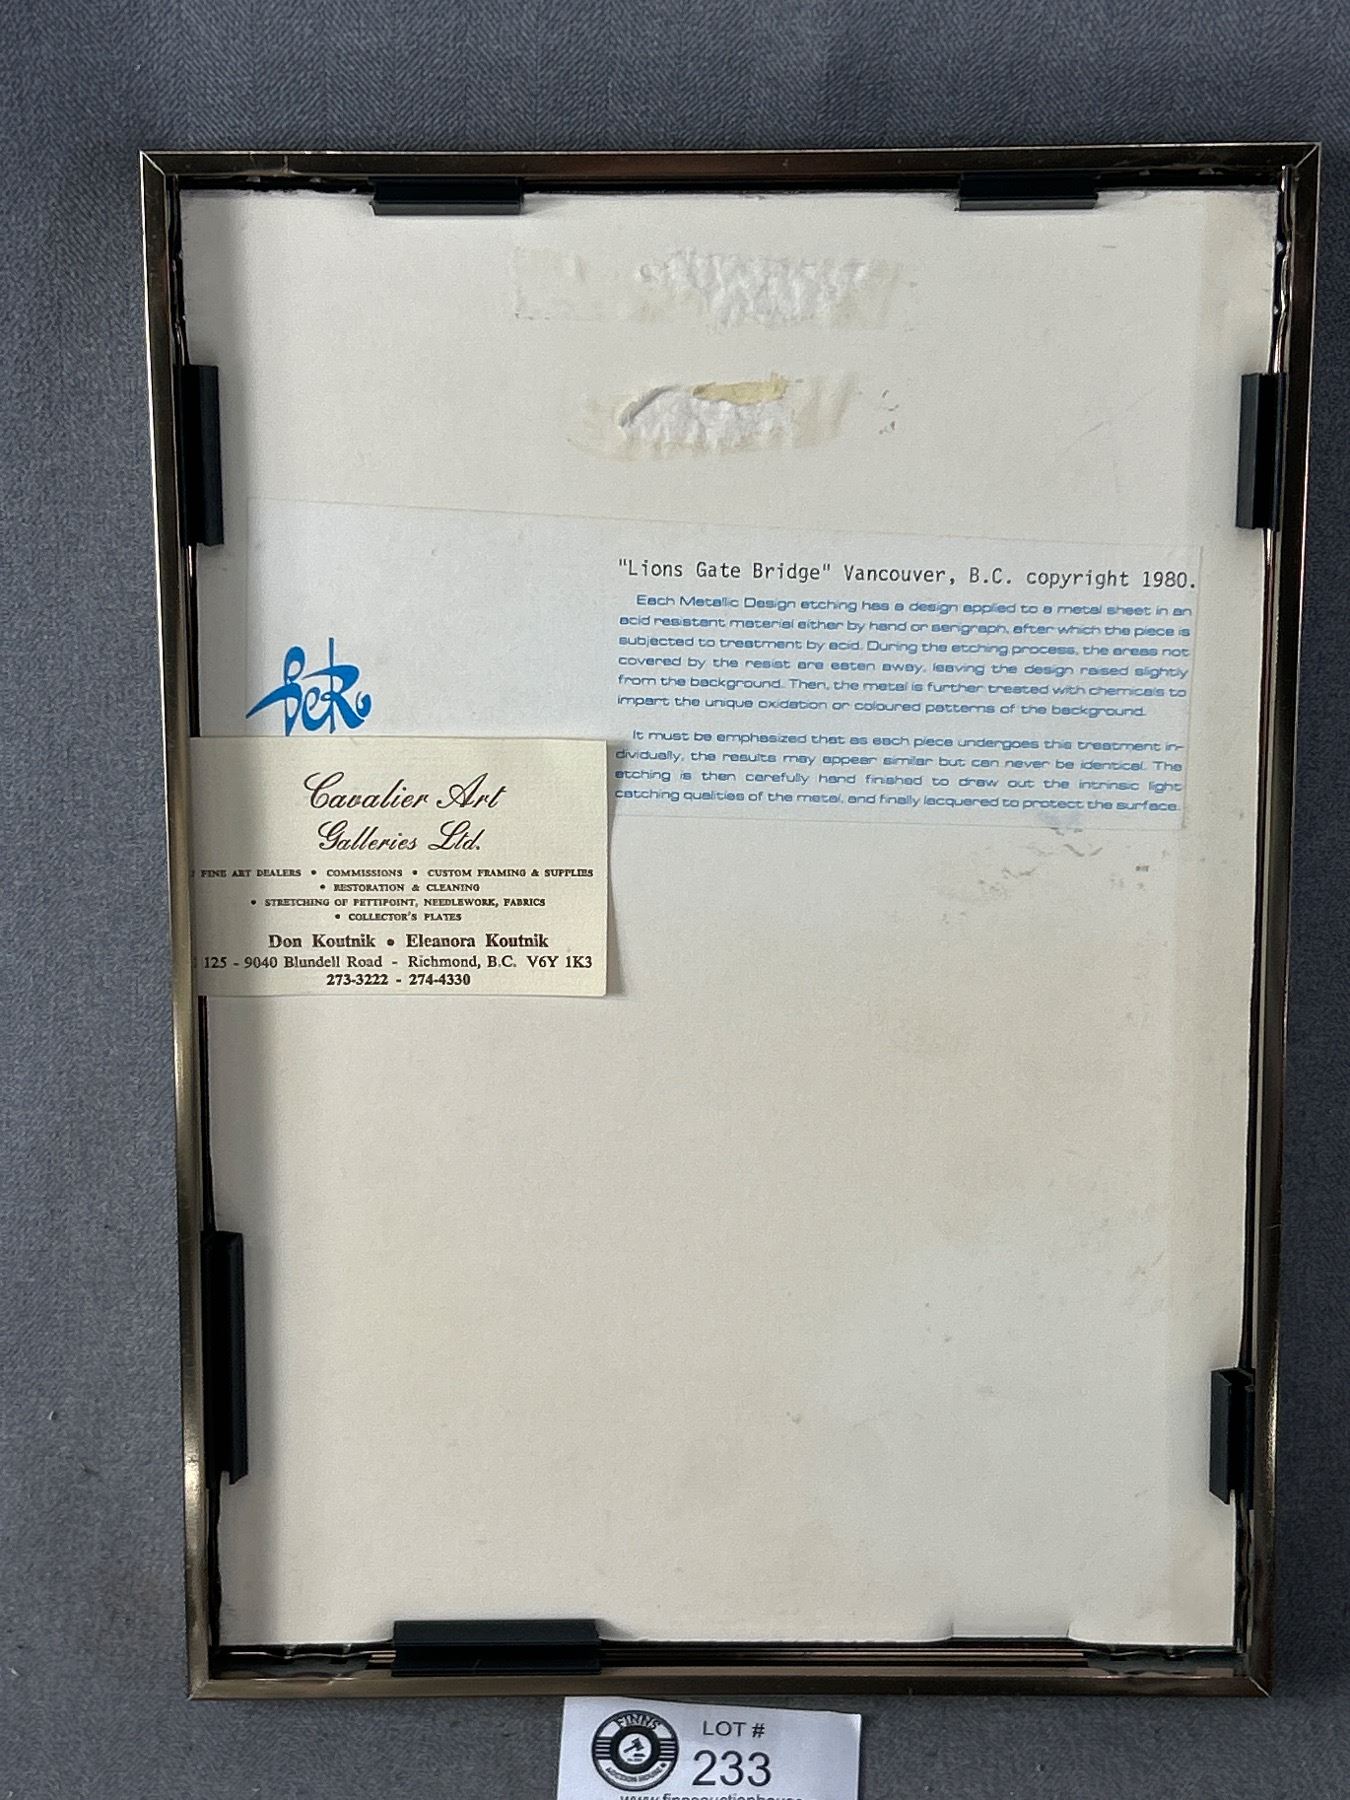 "Lions Gate Bridge" Vancouver, B.C. copyright 1980.
Each Metallic Design etching has a design applied to a metal sheet in an
acid resistant material either by hand or serigraph, after which the piece is
subjected to treatment by acid. During the etching process, the areas not
covered by the resist are eaten away, leaving the design raised slightly
from the background. Then, the metal is further treated with chemicals to
impart the unique oxidation or coloured patterns of the background.
It must be emphasized that as each piece undergoes this treatment in-
dividually, the results may appear similar but can never be identical. The
etching is then carefully hand finished to draw out the intrinsic light
catching qualities of the metal, and finally lacquered to protect the surface.
Cavalier Art
Galleries Ltd.
FINE ART DEALERS • COMMISSIONS • CUSTOM FRAMING & SUPPLIES
• RESTORATION & CLEANING
• STRETCHING OF PETTIPOINT, NEEDLEWORK, FABRICS
• COLLECTOR'S PLATES
Don Koutnik • Eleanora Koutnik
125 - 9040 Blundell Road - Richmond, B.C. V6Y 1K3
273-3222 - 274-4330
FINNS
AUCTION HOUSE
LOT #
233